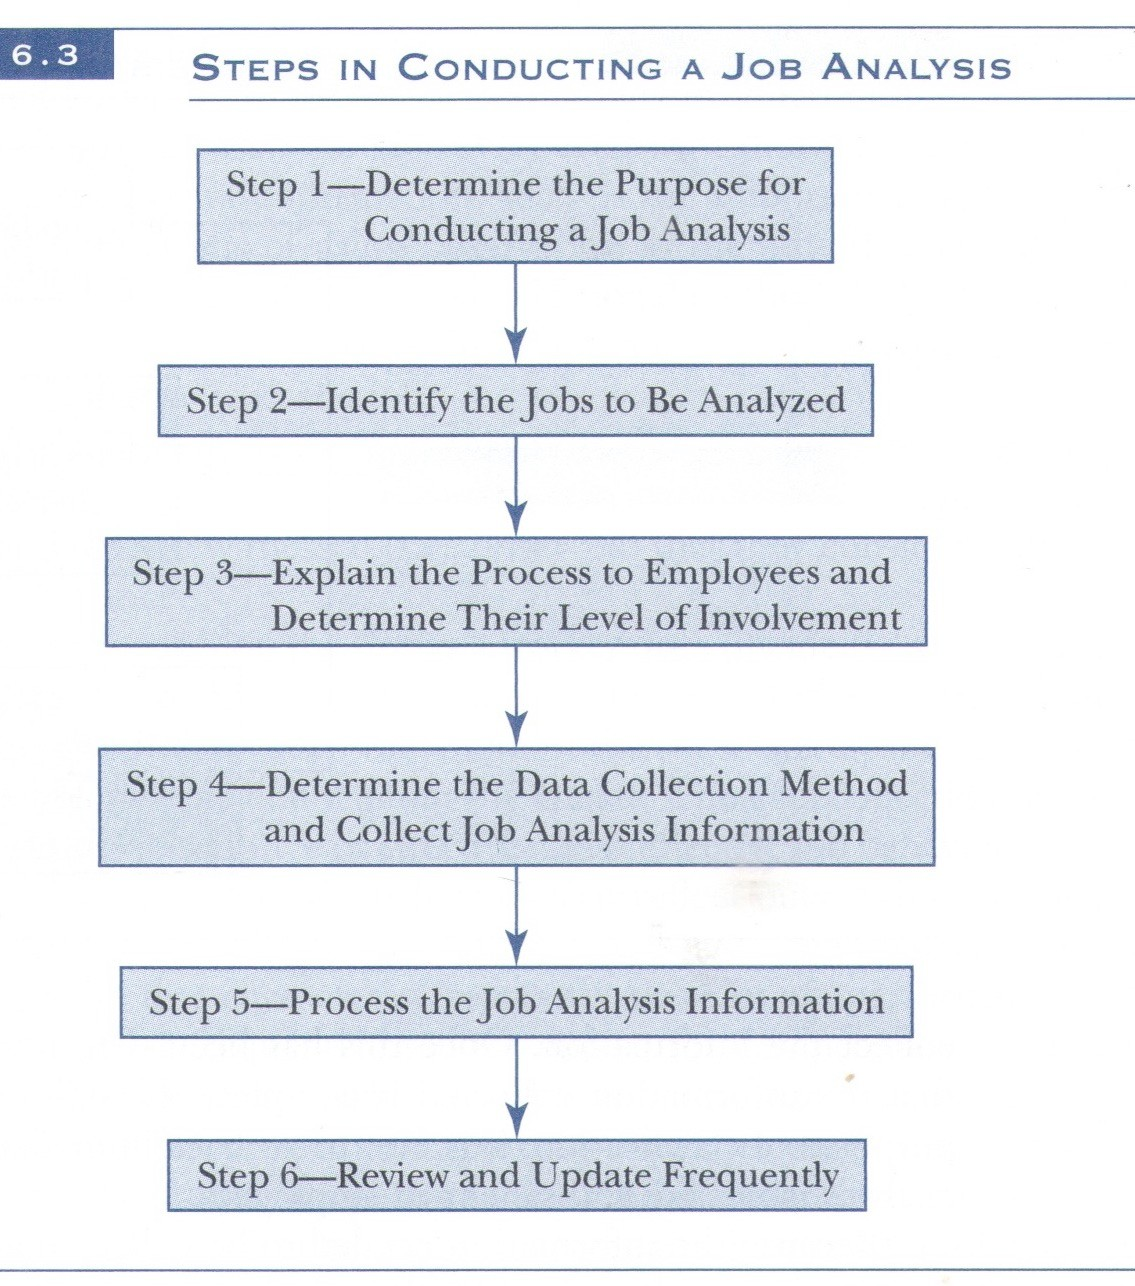 6.3
STEPS IN CONDUCTING A JOB ANALYSIS
Step 1—Determine the Purpose for
Conducting a Job Analysis
Step 2—Identify the Jobs to Be Analyzed
Step 3—Explain the Process to Employees and
Determine Their Level of Involvement
Step 4—Determine the Data Collection Method
and Collect Job Analysis Information
Step 5—Process the Job Analysis Information
Step 6—Review and Update Frequently